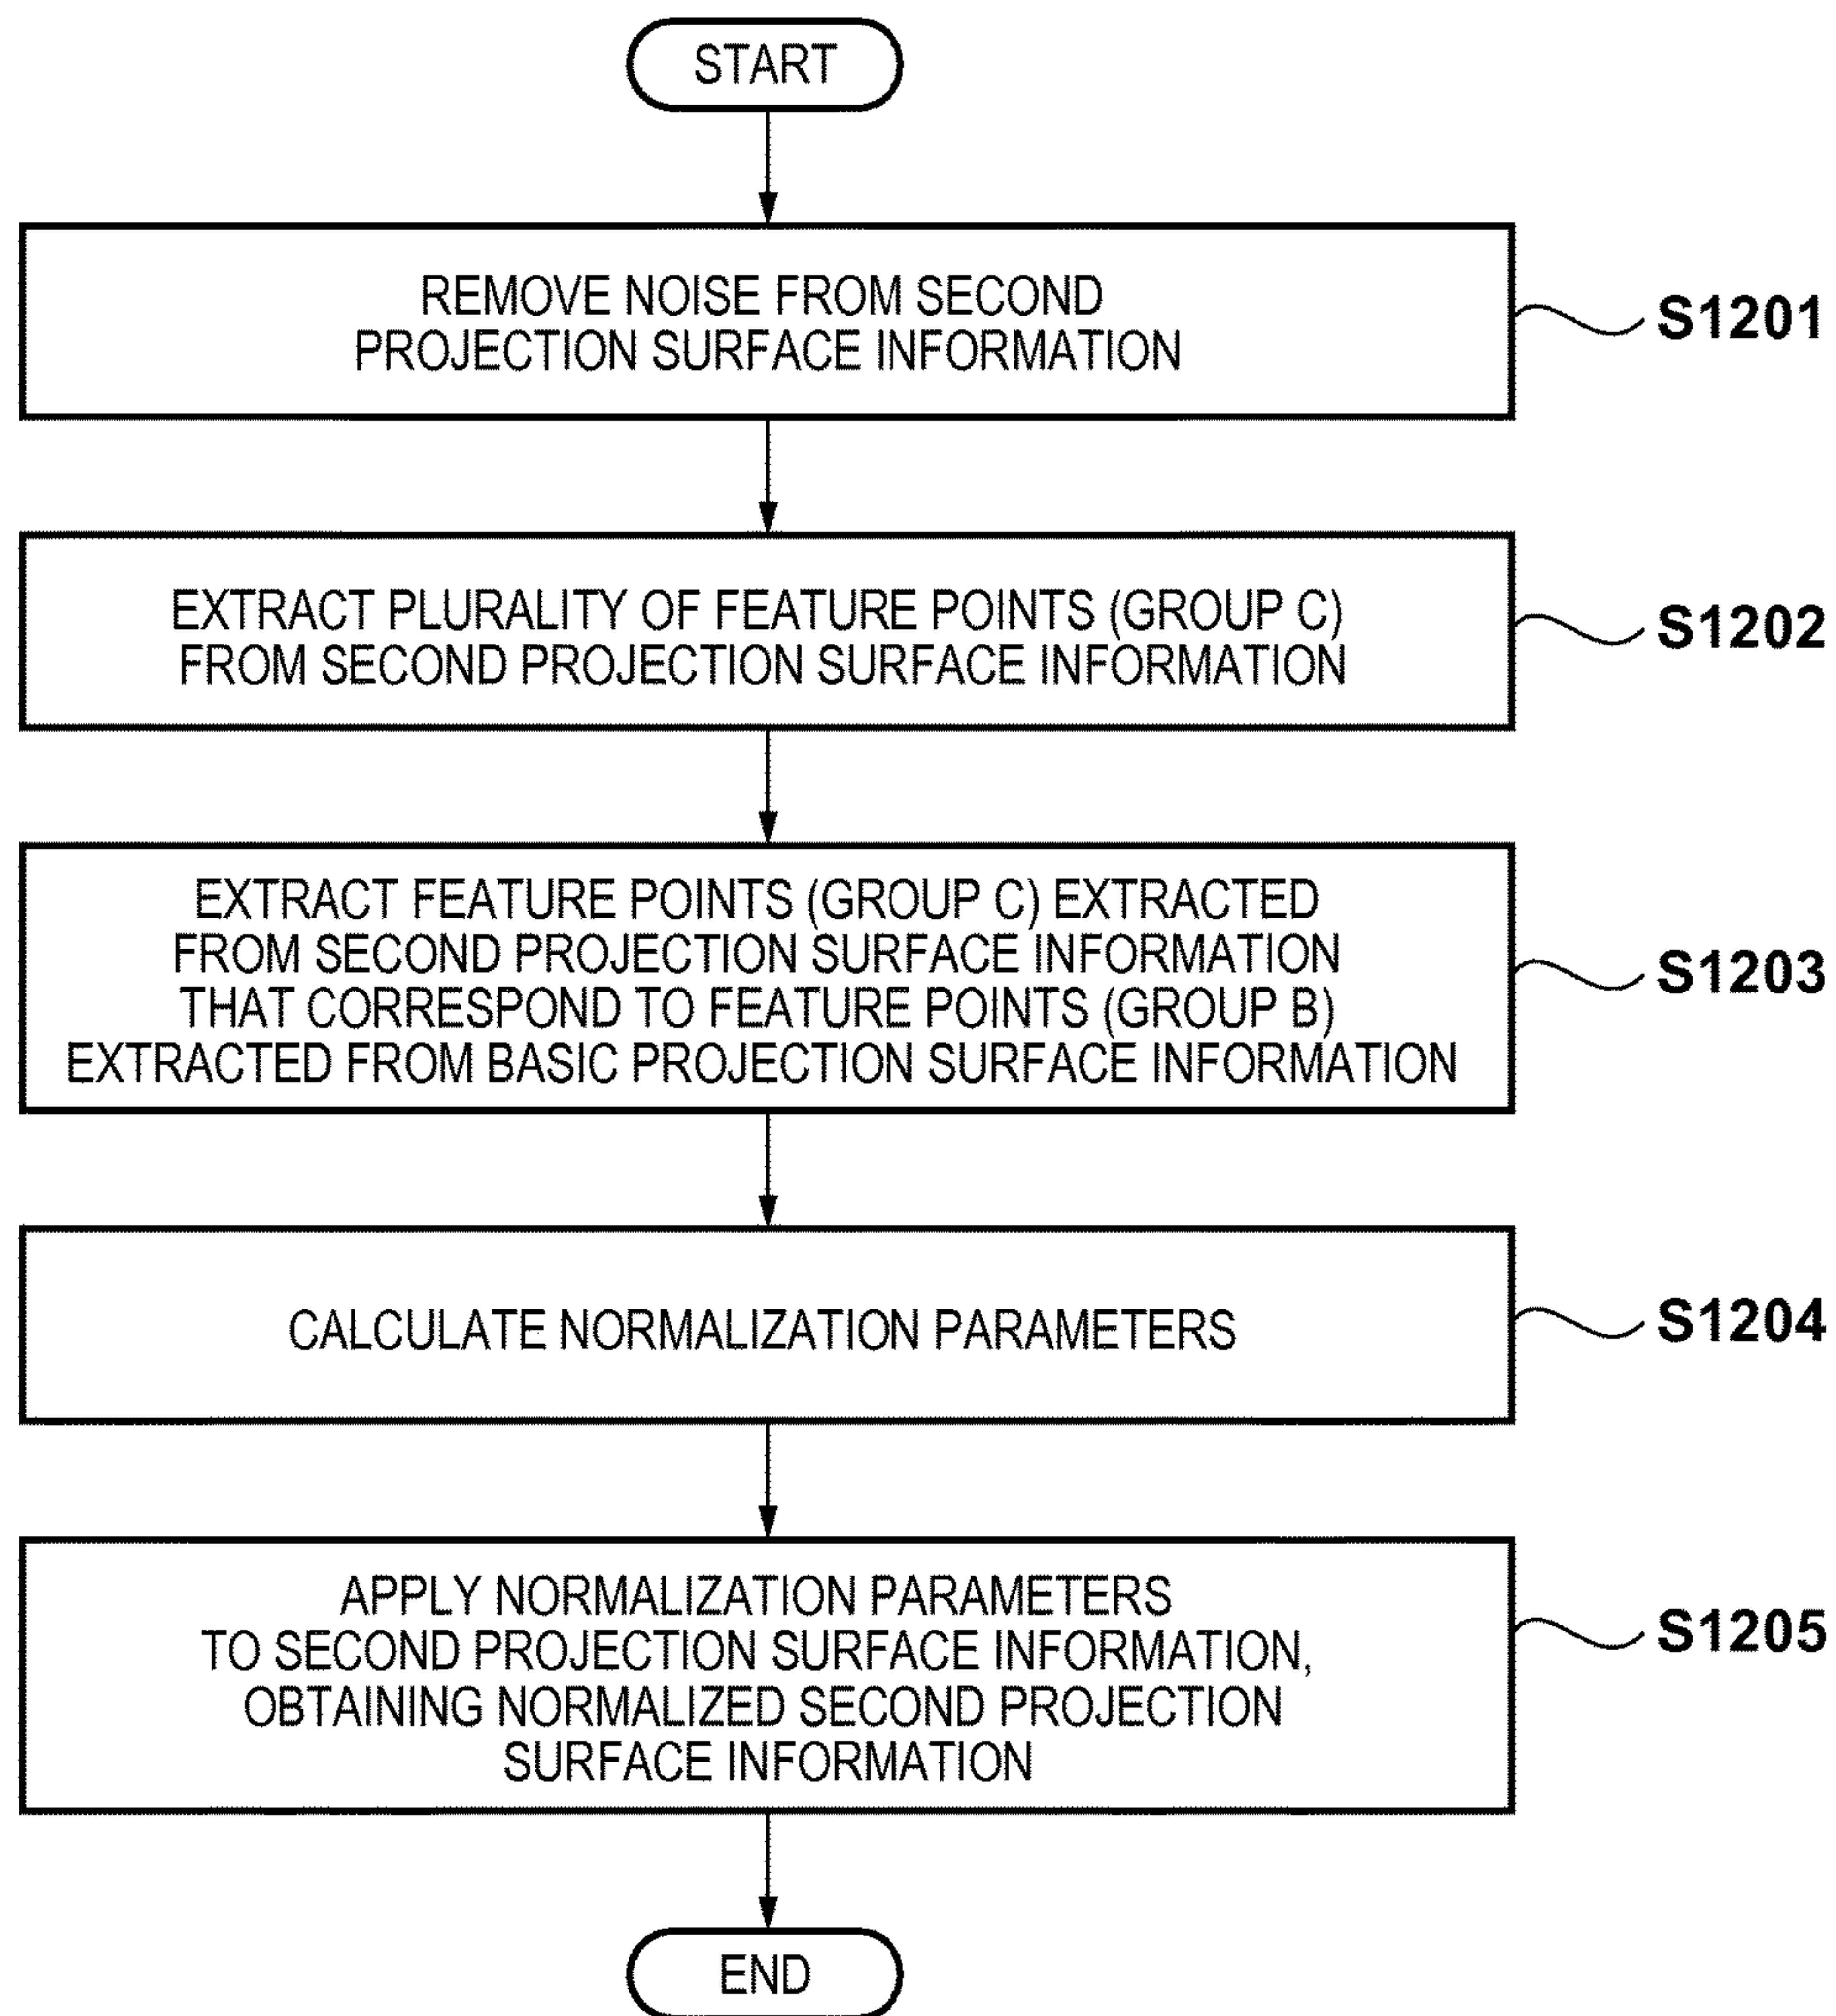 START
REMOVE NOISE FROM SECOND
PROJECTION SURFACE INFORMATION
S1201
EXTRACT PLURALITY OF FEATURE POINTS (GROUP C)
FROM SECOND PROJECTION SURFACE INFORMATION
S1202
EXTRACT FEATURE POINTS (GROUP C) EXTRACTED
FROM SECOND PROJECTION SURFACE INFORMATION
THAT CORRESPOND TO FEATURE POINTS (GROUP B)
EXTRACTED FROM BASIC PROJECTION SURFACE INFORMATION
S1203
CALCULATE NORMALIZATION PARAMETERS
S1204
APPLY NORMALIZATION PARAMETERS
TO SECOND PROJECTION SURFACE INFORMATION,
OBTAINING NORMALIZED SECOND PROJECTION
SURFACE INFORMATION
S1205
END